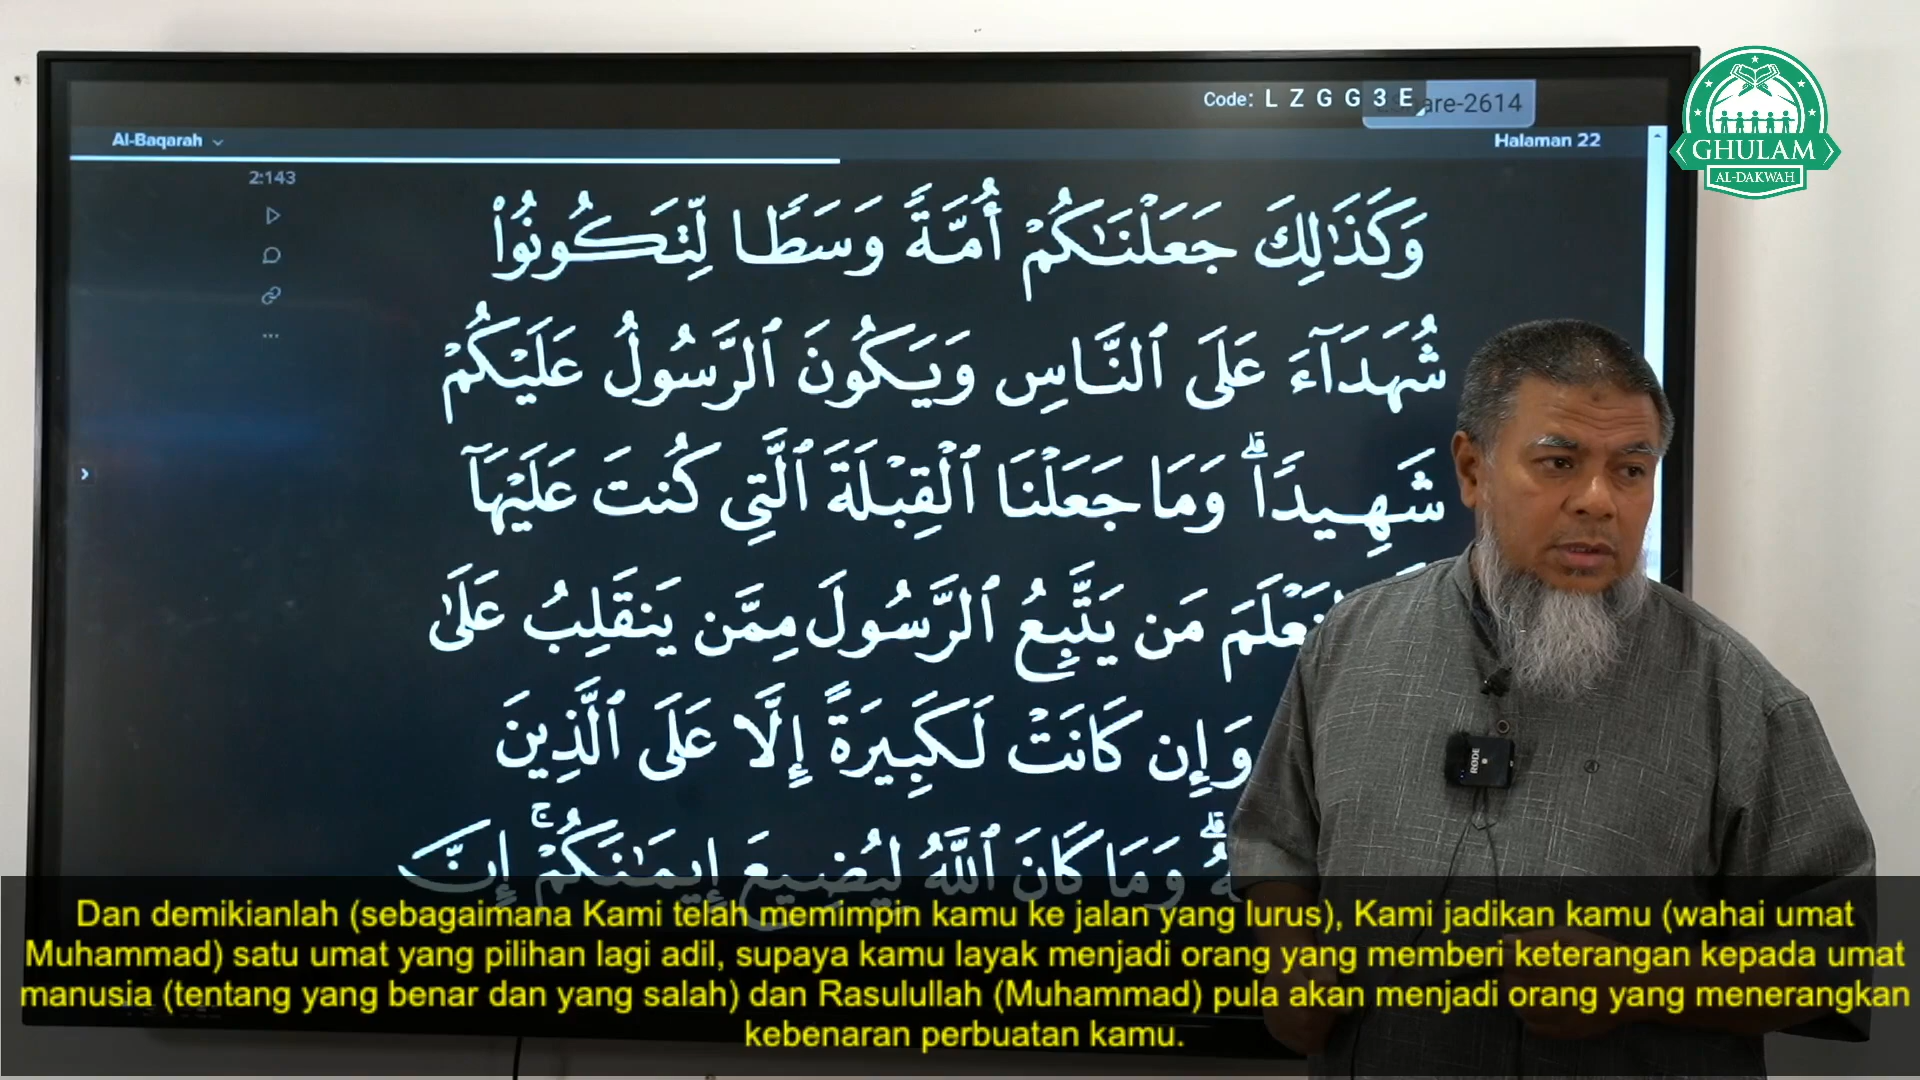 Code: L Z G G 3 E are-2614
GHULAM
AL-DAKWAH
Al-Baqarah
Halaman 22
2:143
وَكَذَٰلِكَ جَعَلْنَـٰكُمْ أُمَّةًۭ وَسَطًۭا لِّتَكُونُوا۟
شُهَدَآءَ عَلَى ٱلنَّاسِ وَيَكُونَ ٱلرَّسُولُ عَلَيْكُمْ
شَهِيدًۭا ۗ وَمَا جَعَلْنَا ٱلْقِبْلَةَ ٱلَّتِى كُنتَ عَلَيْهَآ
لِنَعْلَمَ مَن يَتَّبِعُ ٱلرَّسُولَ مِمَّن يَنقَلِبُ عَلَىٰ
وَإِن كَانَتْ لَكَبِيرَةً إِلَّا عَلَى ٱلَّذِينَ
ۗ وَمَا كَانَ ٱللَّهُ لِيُضِيعَ إِيمَـٰنَكُمْ ۚ إِنَّ
RODE
Dan demikianlah (sebagaimana Kami telah memimpin kamu ke jalan yang lurus), Kami jadikan kamu (wahai umat
Muhammad) satu umat yang pilihan lagi adil, supaya kamu layak menjadi orang yang memberi keterangan kepada umat
manusia (tentang yang benar dan yang salah) dan Rasulullah (Muhammad) pula akan menjadi orang yang menerangkan
kebenaran perbuatan kamu.